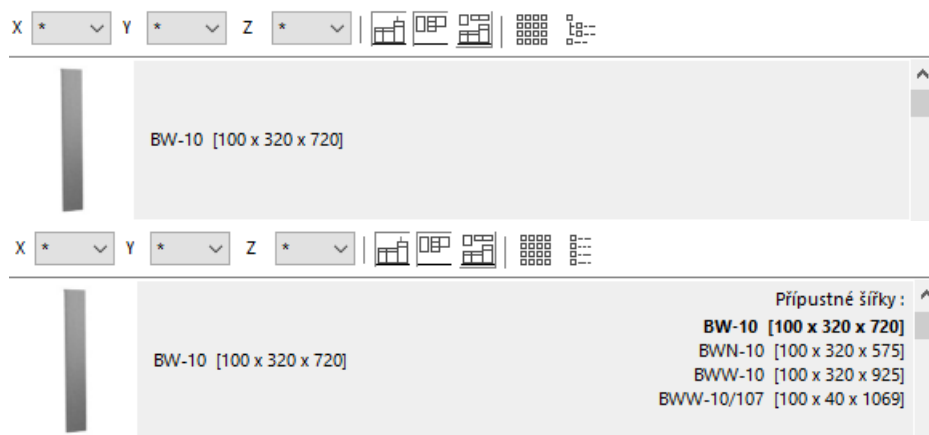 X * Y * Z *
BW-10 [100 x 320 x 720]
X * Y * Z *
Přípustné šířky :
BW-10 [100 x 320 x 720]
BWN-10 [100 x 320 x 575]
BW-10 [100 x 320 x 720]
BWW-10 [100 x 320 x 925]
BWW-10/107 [100 x 40 x 1069]